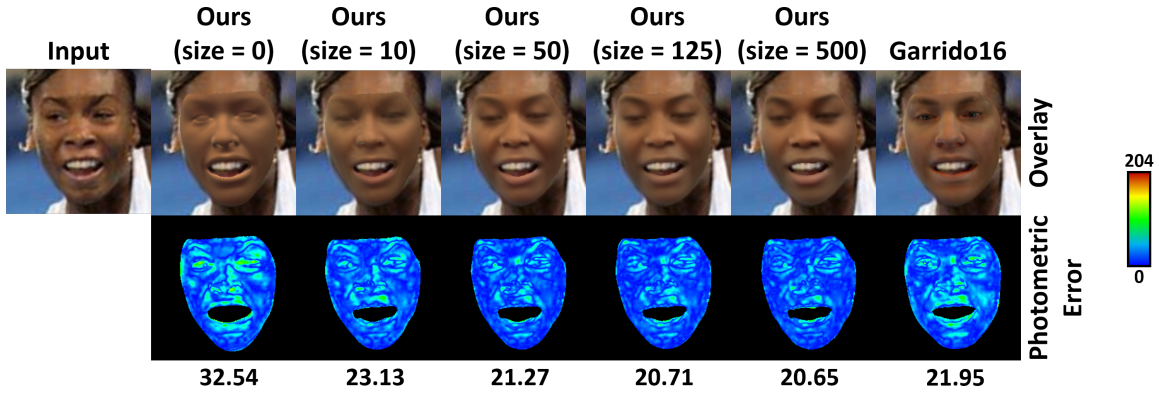 Input
Ours
(size = 0)
Ours
(size = 10)
Ours
(size = 50)
Ours
(size = 125)
Ours
(size = 500)
Garrido16
Overlay
Photometric
Error
204
0
32.54
23.13
21.27
20.71
20.65
21.95